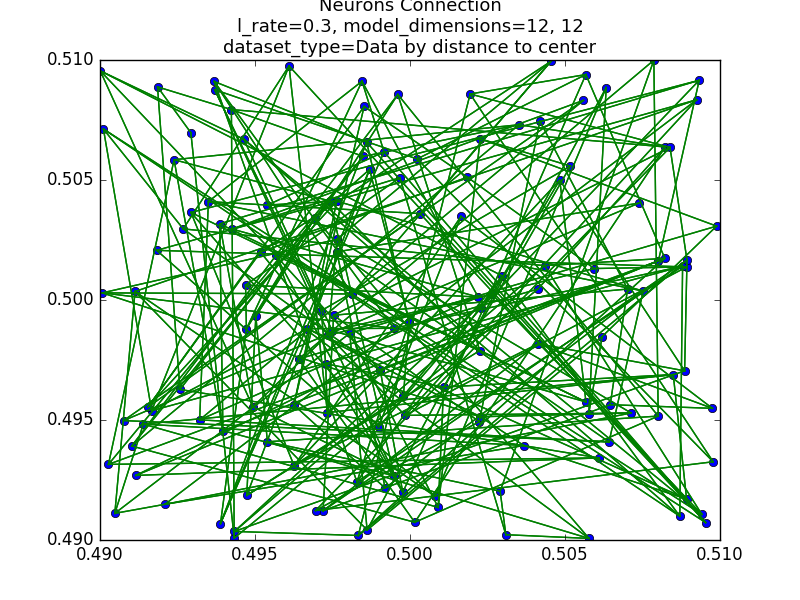 Neurons Connection
l_rate=0.3, model_dimensions=12, 12
dataset_type=Data by distance to center
0.510
0.505
0.500
0.495
0.490
0.490 0.495 0.500 0.505 0.510